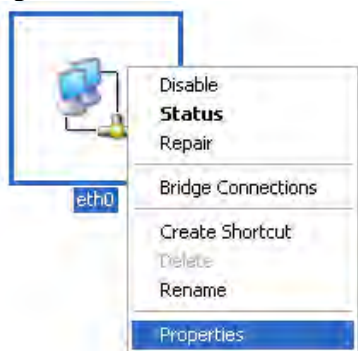 Disable
Status
Repair
Bridge Connections
eth0
Create Shortcut
Delete
Rename
Properties